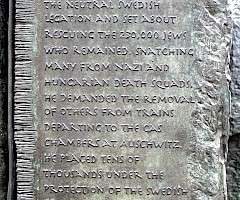 THE NEUTRAL SWEDISH
LEGATION AND SET ABOUT
RESCUING THE 230,000 JEWS
WHO REMAINED. SNATCHING
MANY FROM NAZI AND
HUNGARIAN DEATH SQUADS,
HE DEMANDED THE REMOVAL
OF OTHERS FROM TRAINS
DEPARTING TO THE GAS
CHAMBERS AT AUSCHWITZ.
HE PLACED TENS OF
THOUSANDS UNDER THE
PROTECTION OF THE SWEDISH